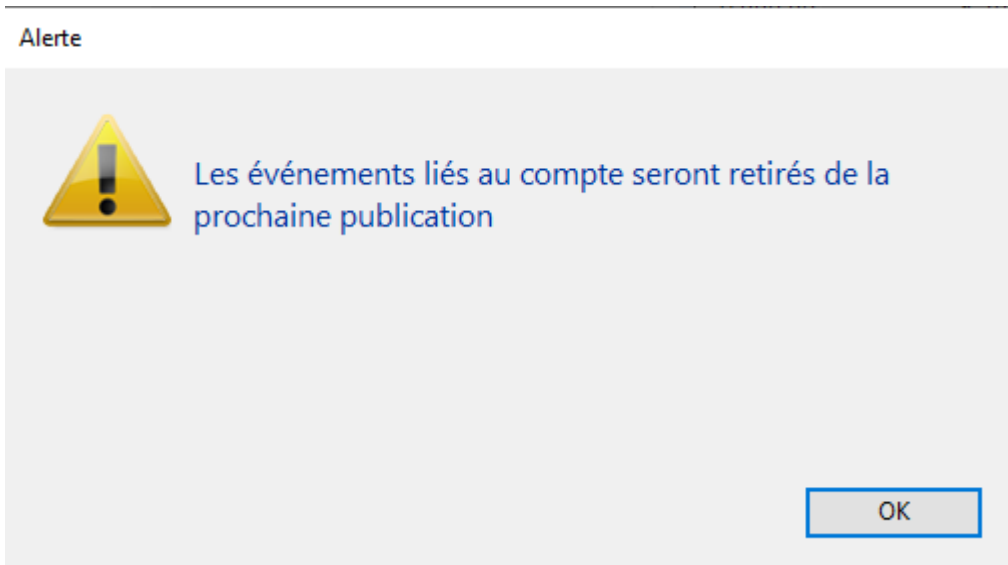 Alerte
Les événements liés au compte seront retirés de la
prochaine publication
OK